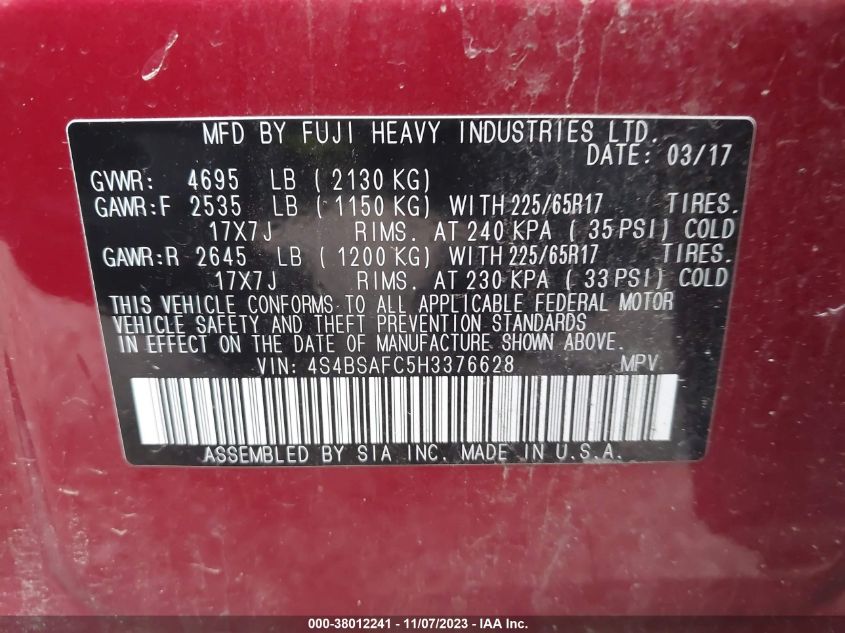 MFD BY FUJI HEAVY INDUSTRIES LTD.
DATE: 03/17
GVWR: 4695 LB ( 2130 KG)
GAWR:F 2535 LB ( 1150 KG) WITH 225/65R17 TIRES.
17X7J RIMS. AT 240 KPA ( 35 PSI) COLD
GAWR:R 2645 LB ( 1200 KG) WITH 225/65R17 TIRES.
17X7J RIMS. AT 230 KPA ( 33 PSI) COLD
THIS VEHICLE CONFORMS TO ALL APPLICABLE FEDERAL MOTOR
VEHICLE SAFETY AND THEFT PREVENTION STANDARDS
IN EFFECT ON THE DATE OF MANUFACTURE SHOWN ABOVE.
VIN: 4S4BSAFC5H3376628 MPV
ASSEMBLED BY SIA INC. MADE IN U.S.A.
000-38012241 - 11/07/2023 - IAA Inc.